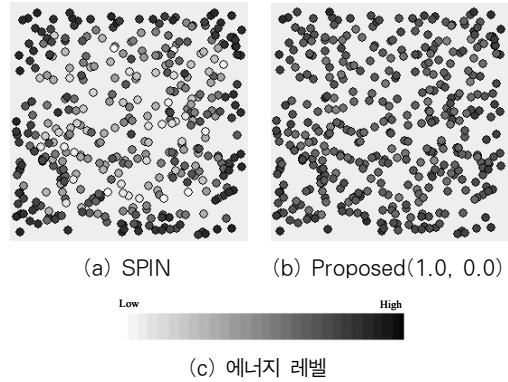 (a) SPIN
(b) Proposed(1.0, 0.0)
Low High
(c) 에너지 레벨